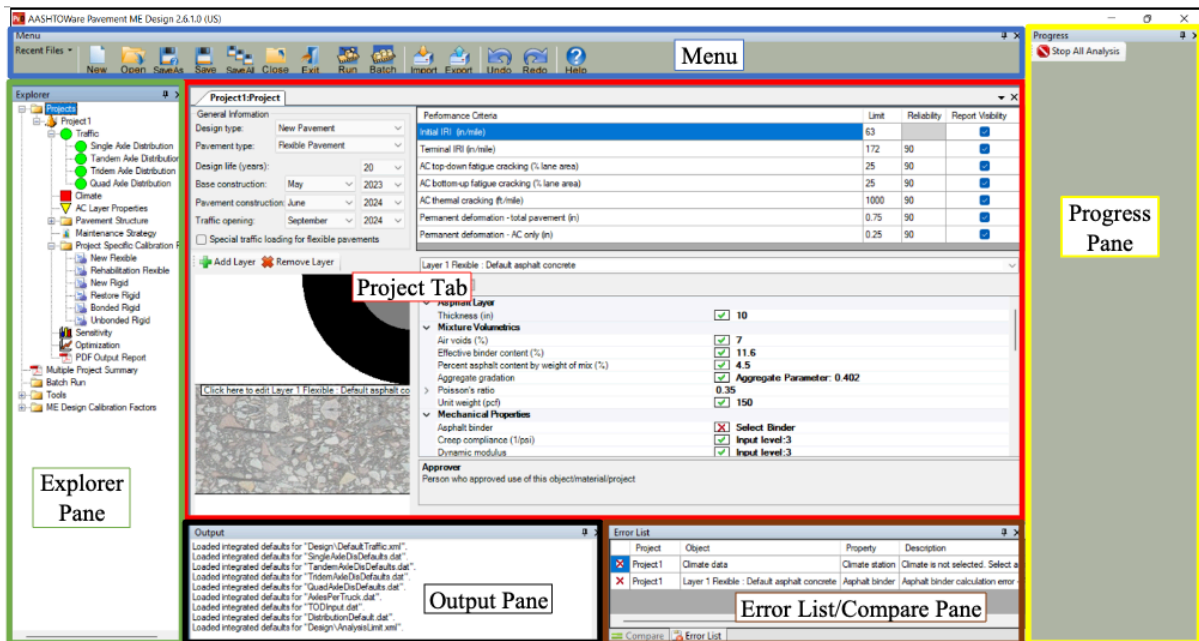 AASHTOWare Pavement ME Design 2.6.1.0 (US)
Menu
Recent Files
New Open SaveAs Save SaveAll Close Exit Run Batch Import Export Undo Redo Help
Menu
Progress
Stop All Analysis
Progress
Pane
Explorer
Projects
Project1
Traffic
Single Axle Distribution
Tandem Axle Distribution
Tridem Axle Distribution
Quad Axle Distribution
Climate
AC Layer Properties
Pavement Structure
Maintenance Strategy
Project Specific Calibration F
New Flexible
Rehabilitation Flexible
New Rigid
Restore Rigid
Bonded Rigid
Unbonded Rigid
Sensitivity
Optimization
PDF Output Report
Multiple Project Summary
Batch Run
Tools
ME Design Calibration Factors
Explorer
Pane
Project1:Project
General Information
Design type: New Pavement
Pavement type: Flexible Pavement
Design life (years): 20
Base construction: May 2023
Pavement construction: June 2024
Traffic opening: September 2024
Special traffic loading for flexible pavements
Performance Criteria Limit Reliability Report Visibility
Initial IRI (in/mile) 63
Terminal IRI (in/mile) 172 90
AC top-down fatigue cracking (% lane area) 25 90
AC bottom-up fatigue cracking (% lane area) 25 90
AC thermal cracking (ft/mile) 1000 90
Permanent deformation - total pavement (in) 0.75 90
Permanent deformation - AC only (in) 0.25 90
Add Layer Remove Layer
Project Tab
Click here to edit Layer 1 Flexible : Default asphalt co
Layer 1 Flexible : Default asphalt concrete
Asphalt Layer
Thickness (in) 10
Mixture Volumetrics
Air voids (%) 7
Effective binder content (%) 11.6
Percent asphalt content by weight of mix (%) 4.5
Aggregate gradation Aggregate Parameter: 0.402
Poisson's ratio 0.35
Unit weight (pcf) 150
Mechanical Properties
Asphalt binder Select Binder
Creep compliance (1/psi) Input level:3
Dynamic modulus Input level:3
Approver
Person who approved use of this object/material/project
Output
Loaded integrated defaults for "Design\DefaultTraffic.xml".
Loaded integrated defaults for "SingleAxleDisDefaults.dat".
Loaded integrated defaults for "TandemAxleDisDefaults.dat".
Loaded integrated defaults for "TridemAxleDisDefaults.dat".
Loaded integrated defaults for "QuadAxleDisDefaults.dat".
Loaded integrated defaults for "AxlesPerTruck.dat".
Loaded integrated defaults for "TODInput.dat".
Loaded integrated defaults for "DistributionDefault.dat".
Loaded integrated defaults for "Design\AnalysisLimit.xml".
Output Pane
Error List
Project Object Property Description
Project1 Climate data Climate station Climate is not selected. Select a
Project1 Layer 1 Flexible : Default asphalt concrete Asphalt binder Asphalt binder calculation error
Error List/Compare Pane
Compare Error List